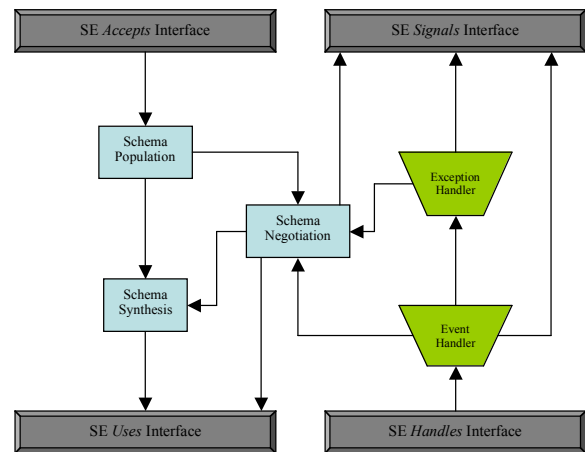 SE Accepts Interface
SE Signals Interface
Schema
Population
Exception
Handler
Schema
Negotiation
Schema
Synthesis
Event
Handler
SE Uses Interface
SE Handles Interface